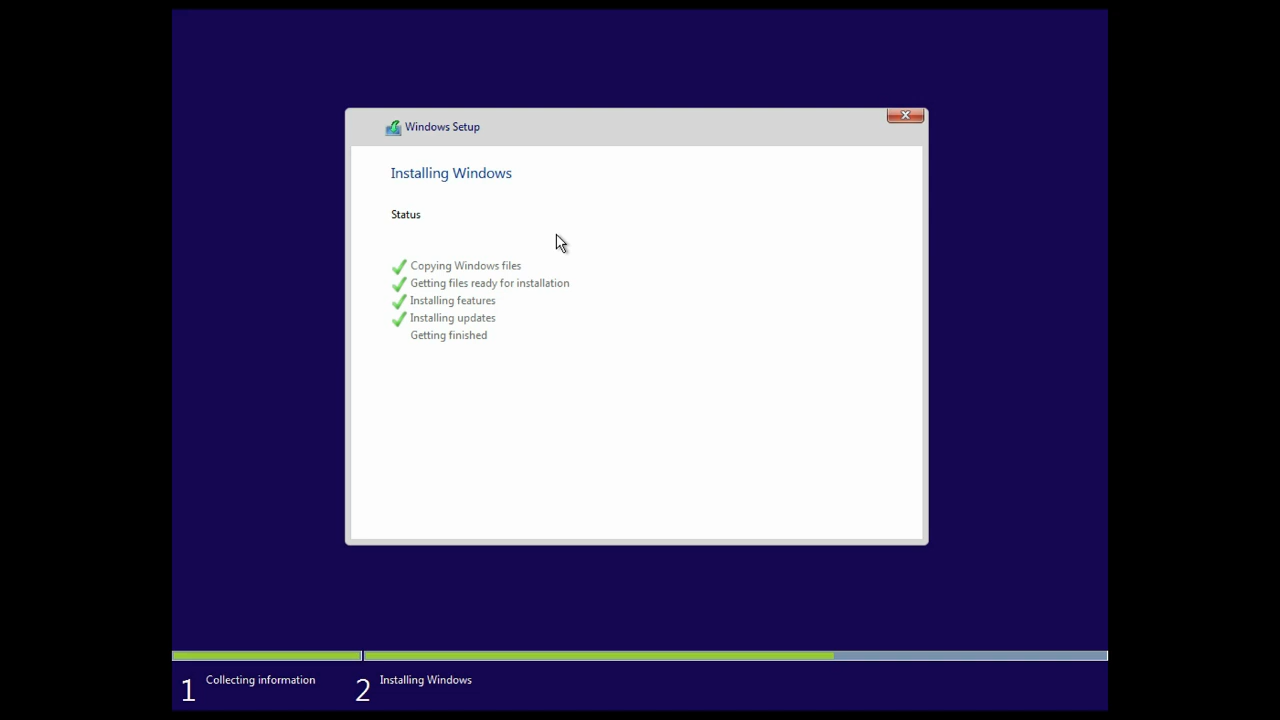 Windows Setup
Installing Windows
Status
Copying Windows files
Getting files ready for installation
Installing features
Installing updates
Getting finished
1 Collecting information
2 Installing Windows